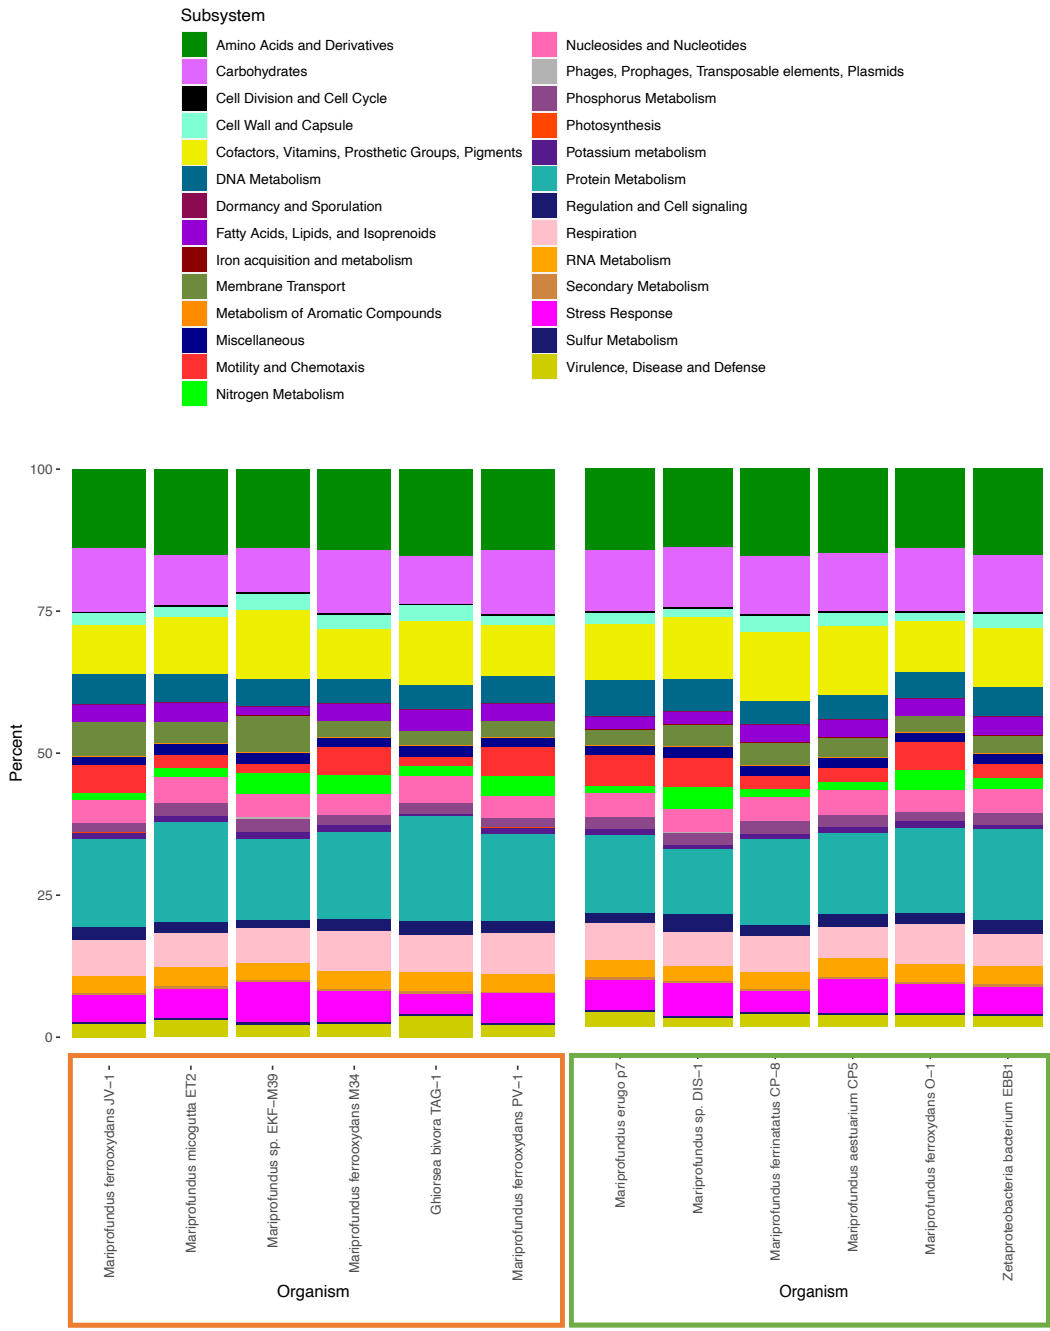 Subsystem
Amino Acids and Derivatives
Carbohydrates
Cell Division and Cell Cycle
Cell Wall and Capsule
Cofactors, Vitamins, Prosthetic Groups, Pigments
DNA Metabolism
Dormancy and Sporulation
Fatty Acids, Lipids, and Isoprenoids
Iron acquisition and metabolism
Membrane Transport
Metabolism of Aromatic Compounds
Miscellaneous
Motility and Chemotaxis
Nitrogen Metabolism
Nucleosides and Nucleotides
Phages, Prophages, Transposable elements, Plasmids
Phosphorus Metabolism
Photosynthesis
Potassium metabolism
Protein Metabolism
Regulation and Cell signaling
Respiration
RNA Metabolism
Secondary Metabolism
Stress Response
Sulfur Metabolism
Virulence, Disease and Defense
Percent
100
75
50
25
0
Mariprofundus ferrooxydans JV−1
Mariprofundus micogutta ET2
Mariprofundus sp. EKF−M39
Mariprofundus ferrooxydans M34
Ghiorsea bivora TAG−1
Mariprofundus ferrooxydans PV−1
Organism
Mariprofundus erugo p7
Mariprofundus sp. DIS−1
Mariprofundus ferrinatatus CP−8
Mariprofundus aestuarium CP5
Mariprofundus ferroxydans O−1
Zetaproteobacteria bacterium EBB1
Organism